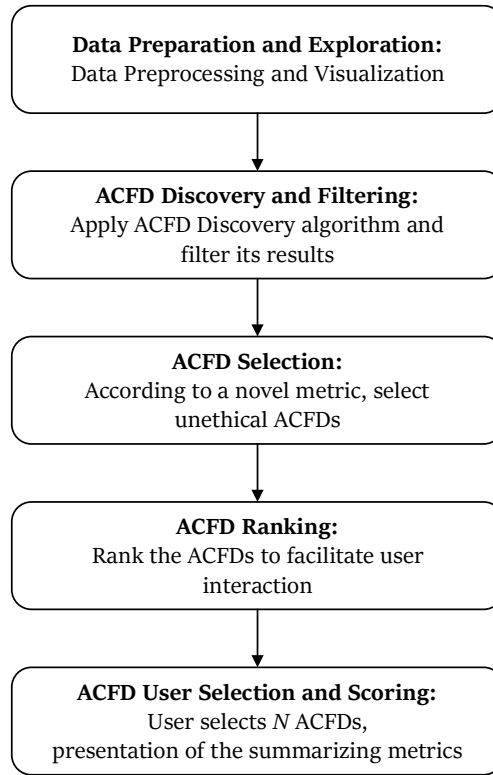 Data Preparation and Exploration:
Data Preprocessing and Visualization
ACFD Discovery and Filtering:
Apply ACFD Discovery algorithm and
filter its results
ACFD Selection:
According to a novel metric, select
unethical ACFDs
ACFD Ranking:
Rank the ACFDs to facilitate user
interaction
ACFD User Selection and Scoring:
User selects N ACFDs,
presentation of the summarizing metrics